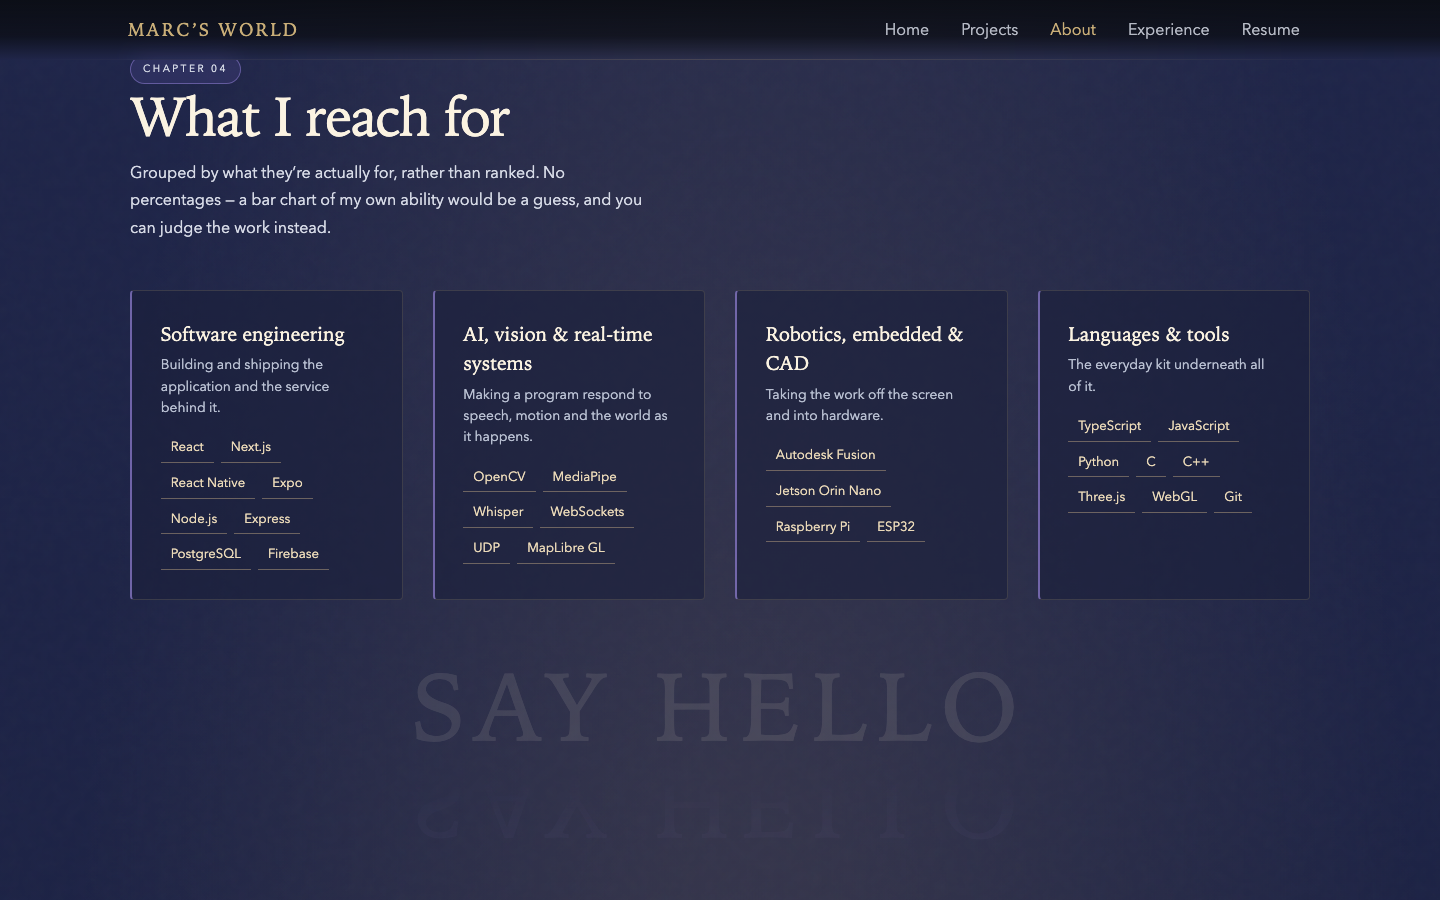 MARC’S WORLD
Home Projects About Experience Resume
CHAPTER 04
What I reach for
Grouped by what they’re actually for, rather than ranked. No
percentages – a bar chart of my own ability would be a guess, and you
can judge the work instead.
Software engineering
Building and shipping the
application and the service
behind it.
React Next.js
React Native Expo
Node.js Express
PostgreSQL Firebase
AI, vision & real-time
systems
Making a program respond to
speech, motion and the world as
it happens.
OpenCV MediaPipe
Whisper WebSockets
UDP MapLibre GL
Robotics, embedded &
CAD
Taking the work off the screen
and into hardware.
Autodesk Fusion
Jetson Orin Nano
Raspberry Pi ESP32
Languages & tools
The everyday kit underneath all
of it.
TypeScript JavaScript
Python C C++
Three.js WebGL Git
SAY HELLO